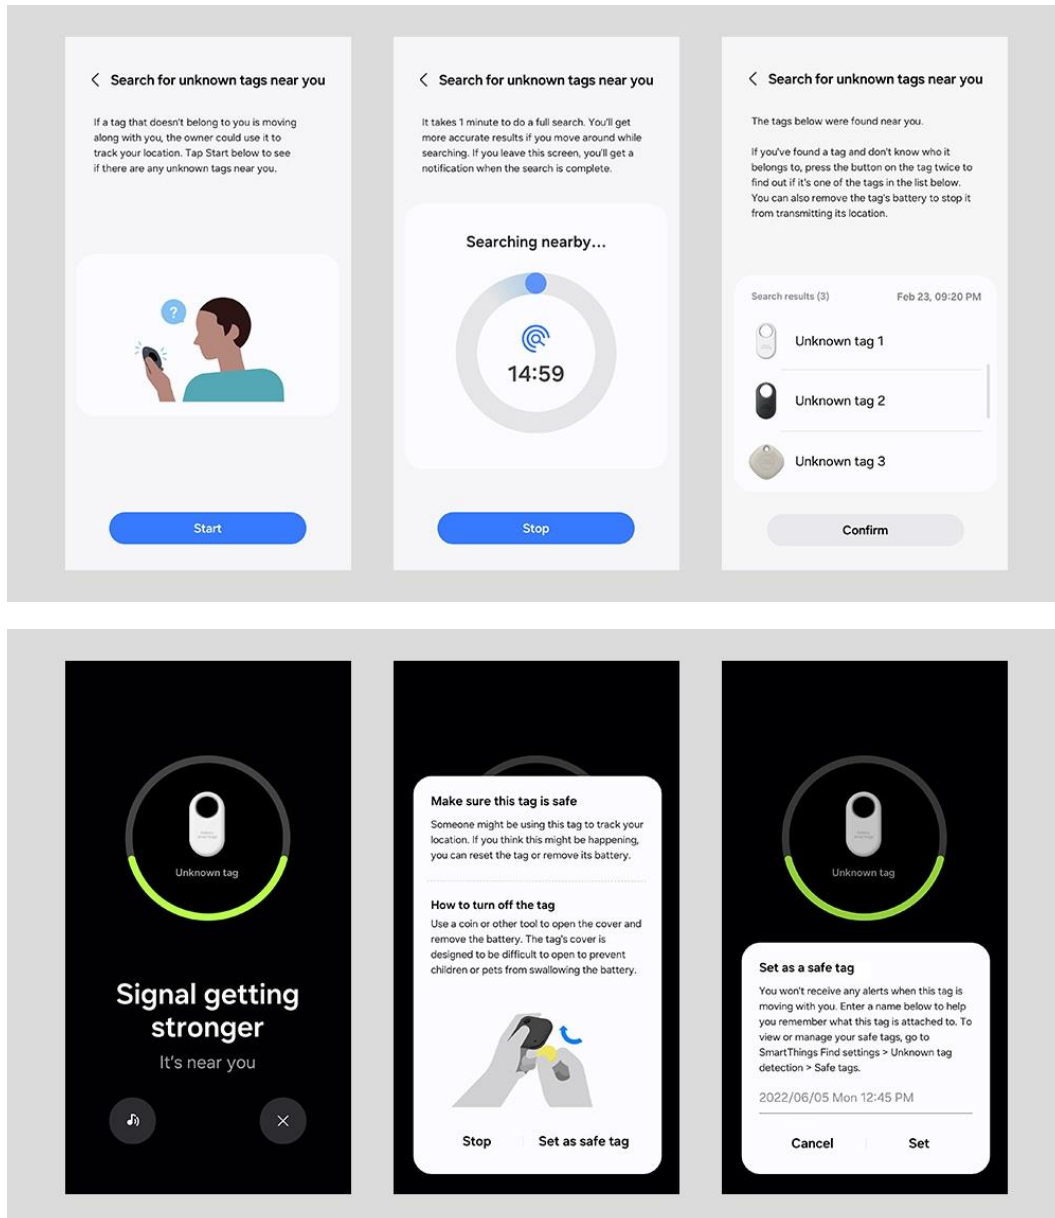 Search for unknown tags near you
If a tag that doesn't belong to you is moving
along with you, the owner could use it to
track your location. Tap Start below to see
if there are any unknown tags near you.
?
Start
Search for unknown tags near you
It takes 1 minute to do a full search. You'll get
more accurate results if you move around while
searching. If you leave this screen, you'll get a
notification when the search is complete.
Searching nearby...
14:59
Stop
Search for unknown tags near you
The tags below were found near you.
If you've found a tag and don't know who it
belongs to, press the button on the tag twice to
find out if it's one of the tags in the list below.
You can also remove the tag's battery to stop it
from transmitting its location.
Search results (3) Feb 23, 09:20 PM
Unknown tag 1
Unknown tag 2
Unknown tag 3
Confirm
Unknown tag
Signal getting
stronger
It's near you
Make sure this tag is safe
Someone might be using this tag to track your
location. If you think this might be happening,
you can reset the tag or remove its battery.
How to turn off the tag
Use a coin or other tool to open the cover and
remove the battery. The tag's cover is
designed to be difficult to open to prevent
children or pets from swallowing the battery.
Stop Set as safe tag
Unknown tag
Set as a safe tag
You won't receive any alerts when this tag is
moving with you. Enter a name below to help
you remember what this tag is attached to. To
view or manage your safe tags, go to
SmartThings Find settings > Unknown tag
detection > Safe tags.
2022/06/05 Mon 12:45 PM
Cancel Set